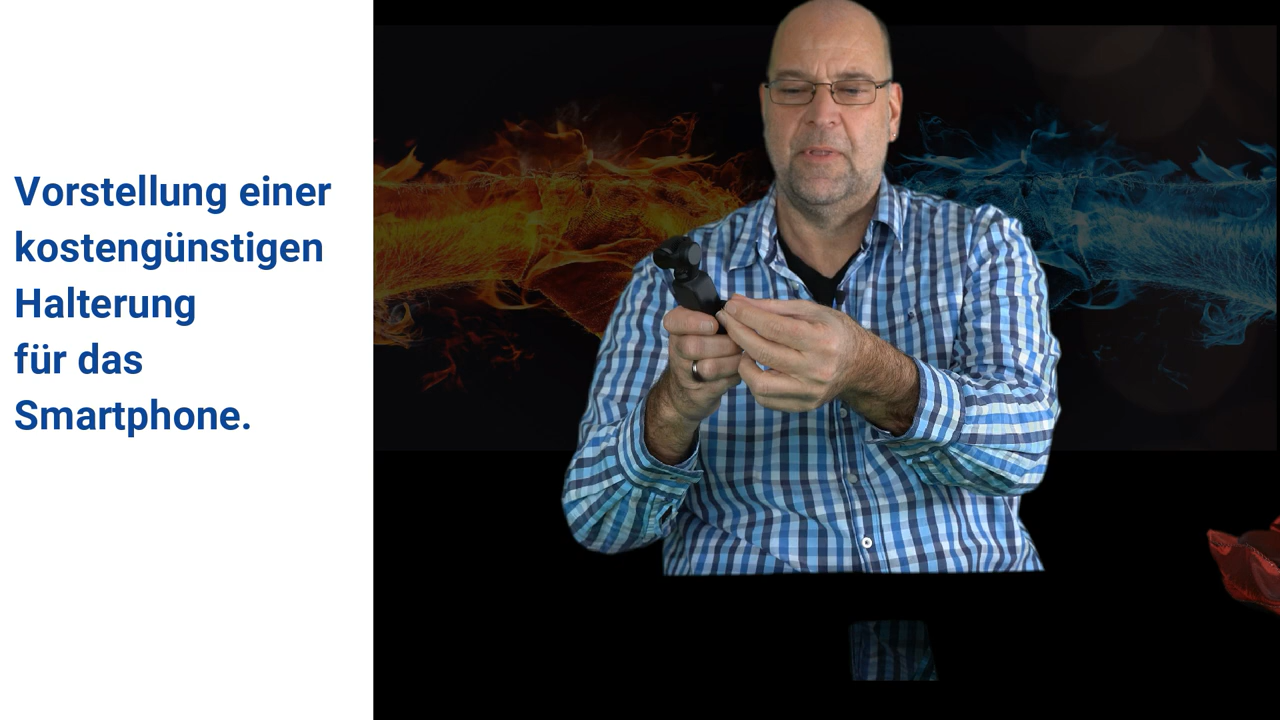 Vorstellung einer
kostengünstigen
Halterung
für das
Smartphone.